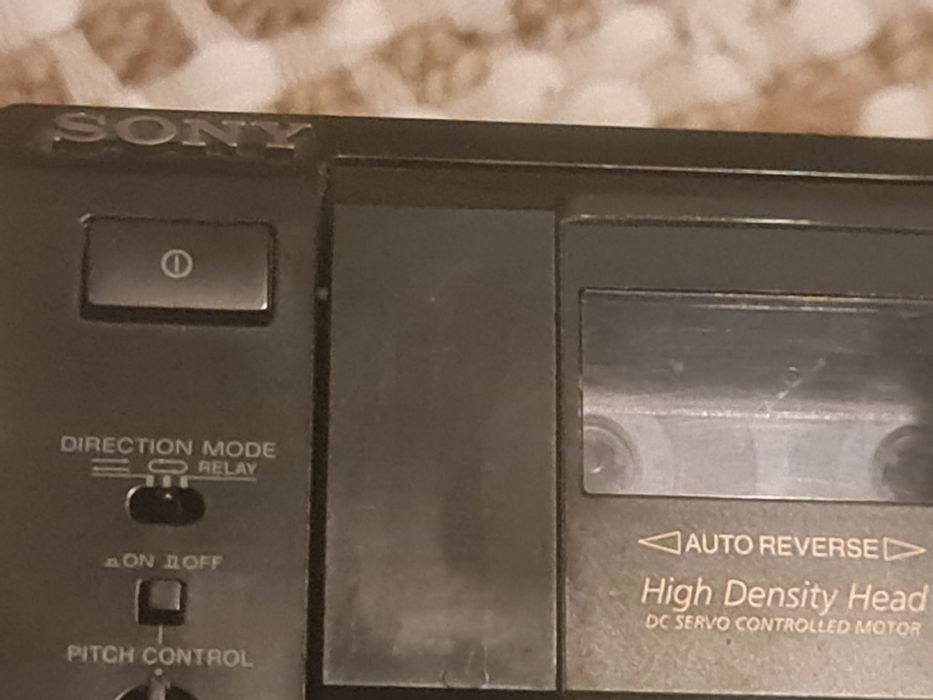 SONY
DIRECTION MODE
RELAY
ON OFF
PITCH CONTROL
AUTO REVERSE
High Density Head
DC SERVO CONTROLLED MOTOR